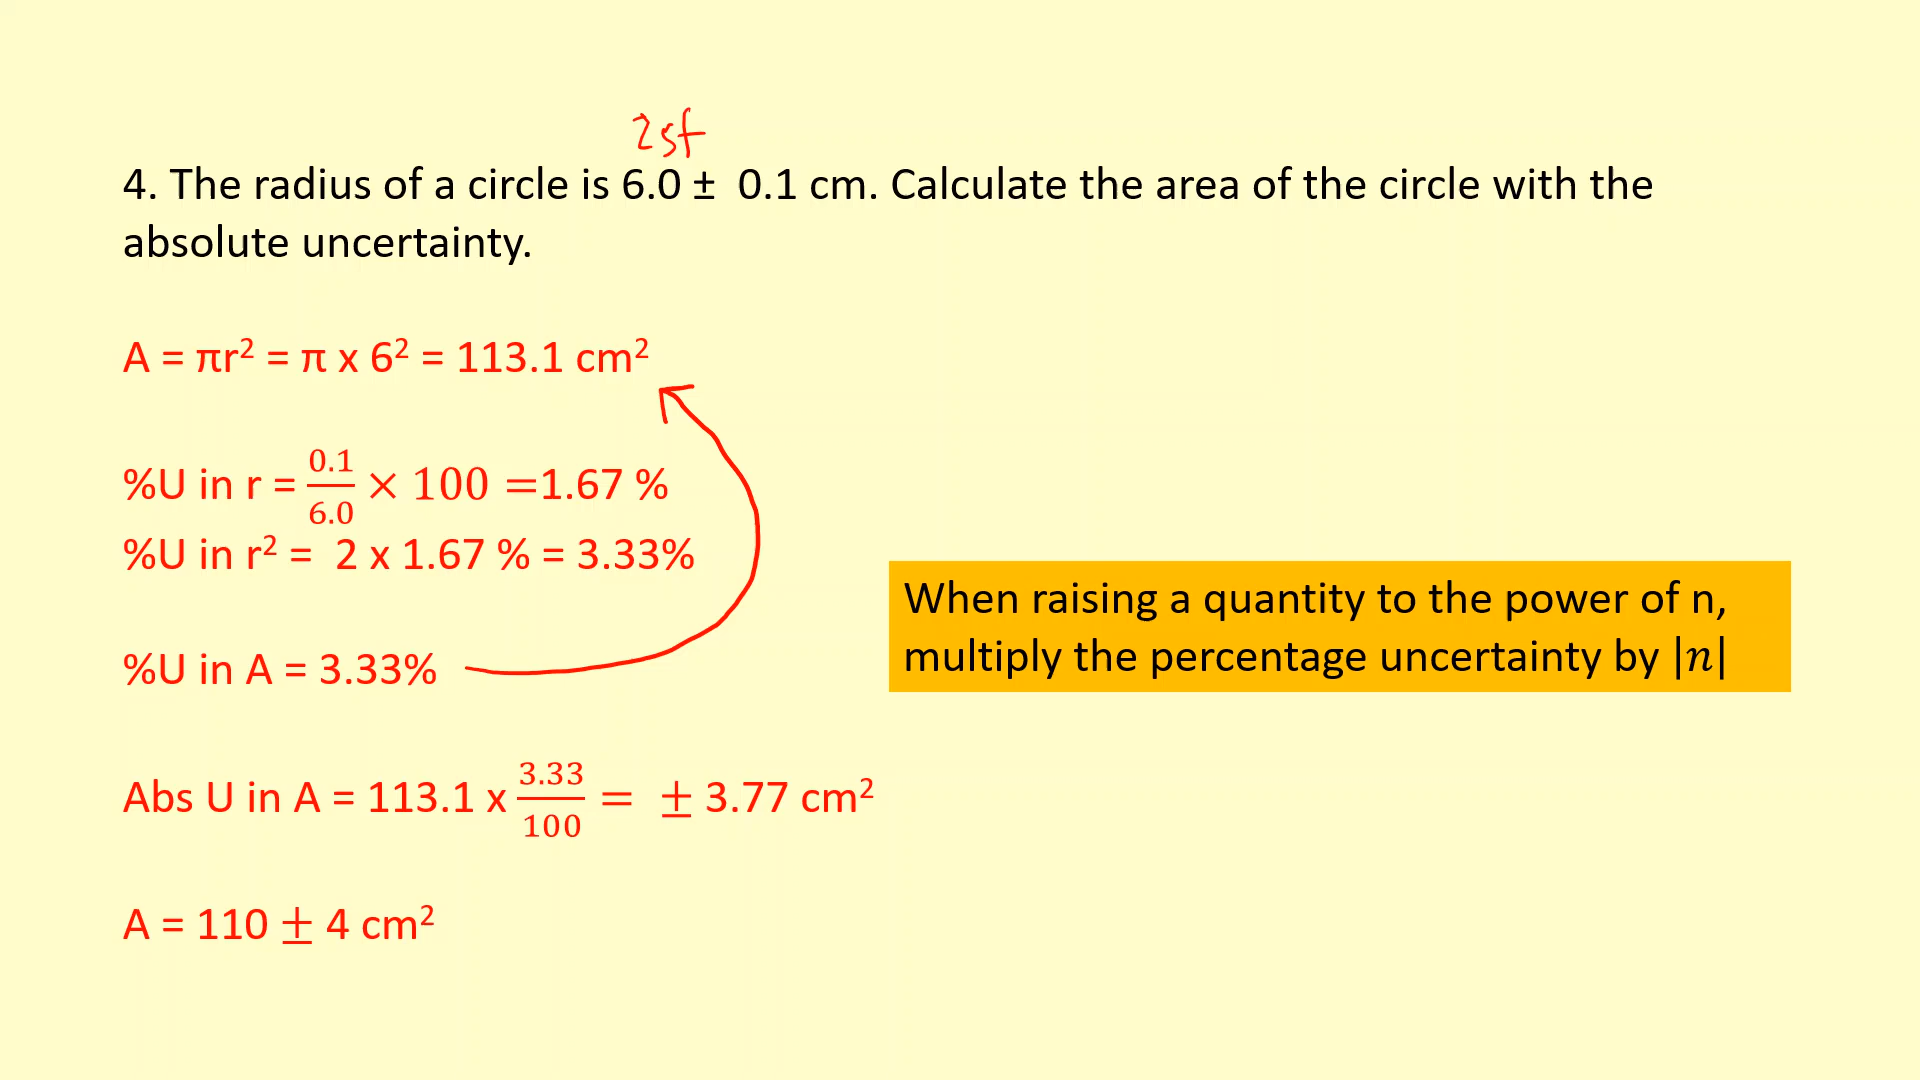 2sf
4. The radius of a circle is 6.0 ± 0.1 cm. Calculate the area of the circle with the
absolute uncertainty.
A = πr² = π x 6² = 113.1 cm²
%U in r = 0.1/6.0 × 100 =1.67 %
%U in r² = 2 x 1.67 % = 3.33%
When raising a quantity to the power of n,
multiply the percentage uncertainty by |n|
%U in A = 3.33%
Abs U in A = 113.1 x 3.33/100 = ± 3.77 cm²
A = 110 ± 4 cm²